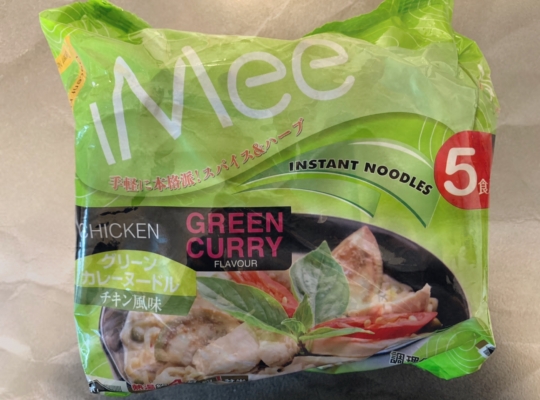 iMee
手軽に本格派!スパイス&ハーブ
INSTANT NOODLES
5食
CHICKEN
GREEN
CURRY
FLAVOUR
グリーン
カレーヌードル
チキン風味
調理